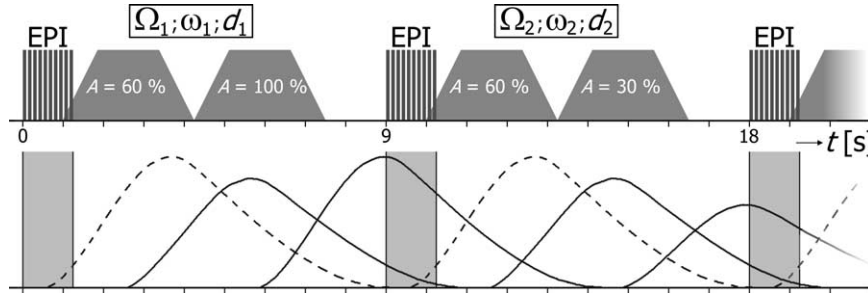 Ω₁;ω₁;d₁
Ω₂;ω₂;d₂
EPI
EPI
EPI
A = 60 %
A = 100 %
A = 60 %
A = 30 %
0
9
18
t [s]